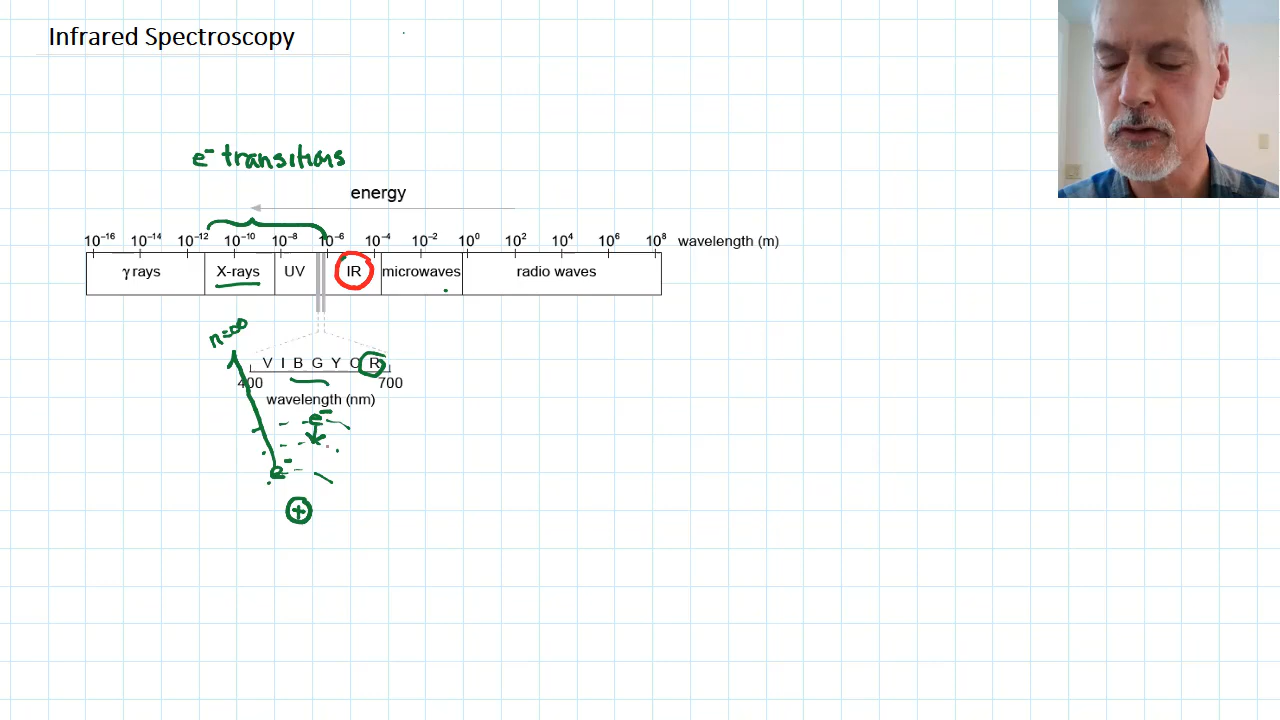 Infrared Spectroscopy
e⁻ transitions
energy
10⁻¹⁶ 10⁻¹⁴ 10⁻¹² 10⁻¹⁰ 10⁻⁸ 10⁻⁶ 10⁻⁴ 10⁻² 10⁰ 10² 10⁴ 10⁶ 10⁸ wavelength (m)
γ rays X-rays UV IR microwaves radio waves
n=∞
V I B G Y O R
400 700
wavelength (nm)
e⁻
e⁻
+